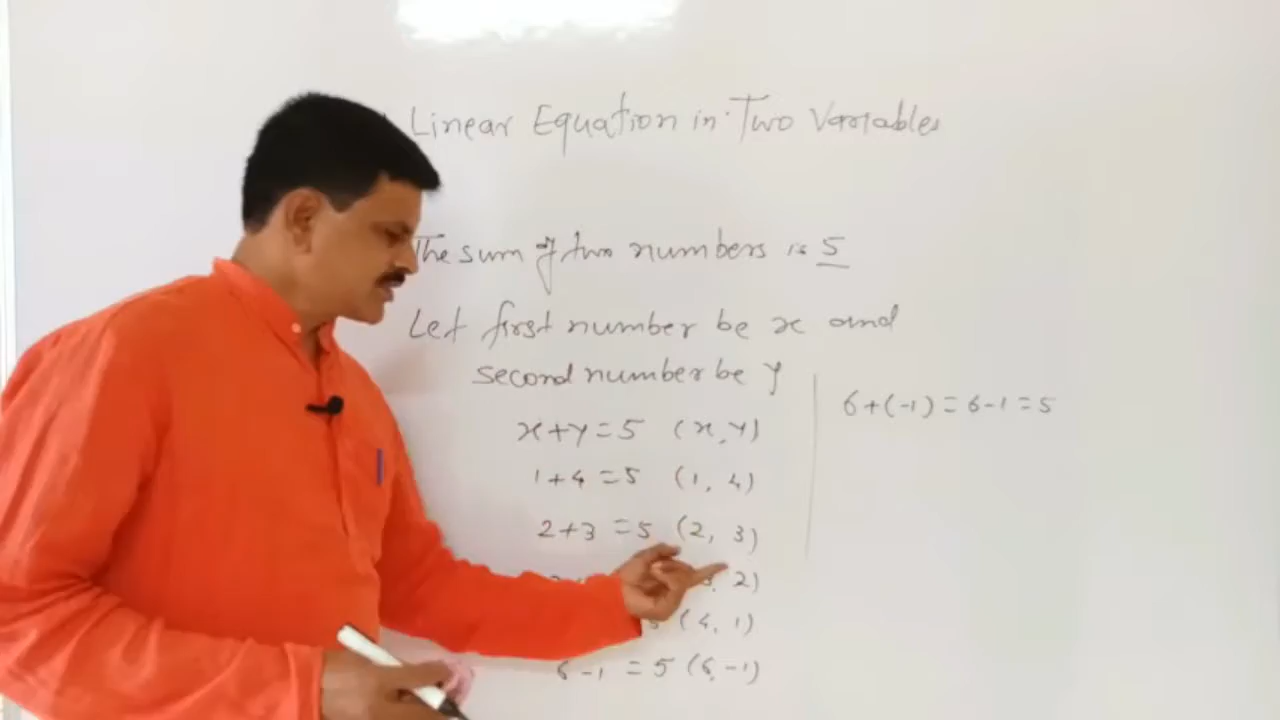 Linear Equation in Two Variables
The sum of two numbers is 5
Let first number be x and
second number be y
x+y=5 (x,y)
1+4=5 (1, 4)
2+3=5 (2, 3)
, 2)
(4, 1)
6-1=5 (6, -1)
6+(-1)=6-1=5